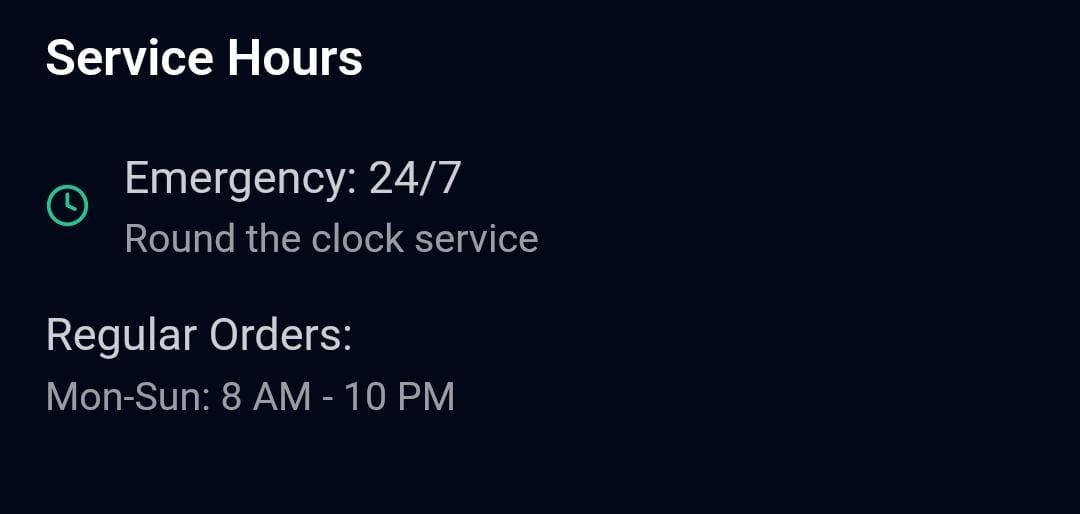 Service Hours
Emergency: 24/7
Round the clock service
Regular Orders:
Mon-Sun: 8 AM - 10 PM